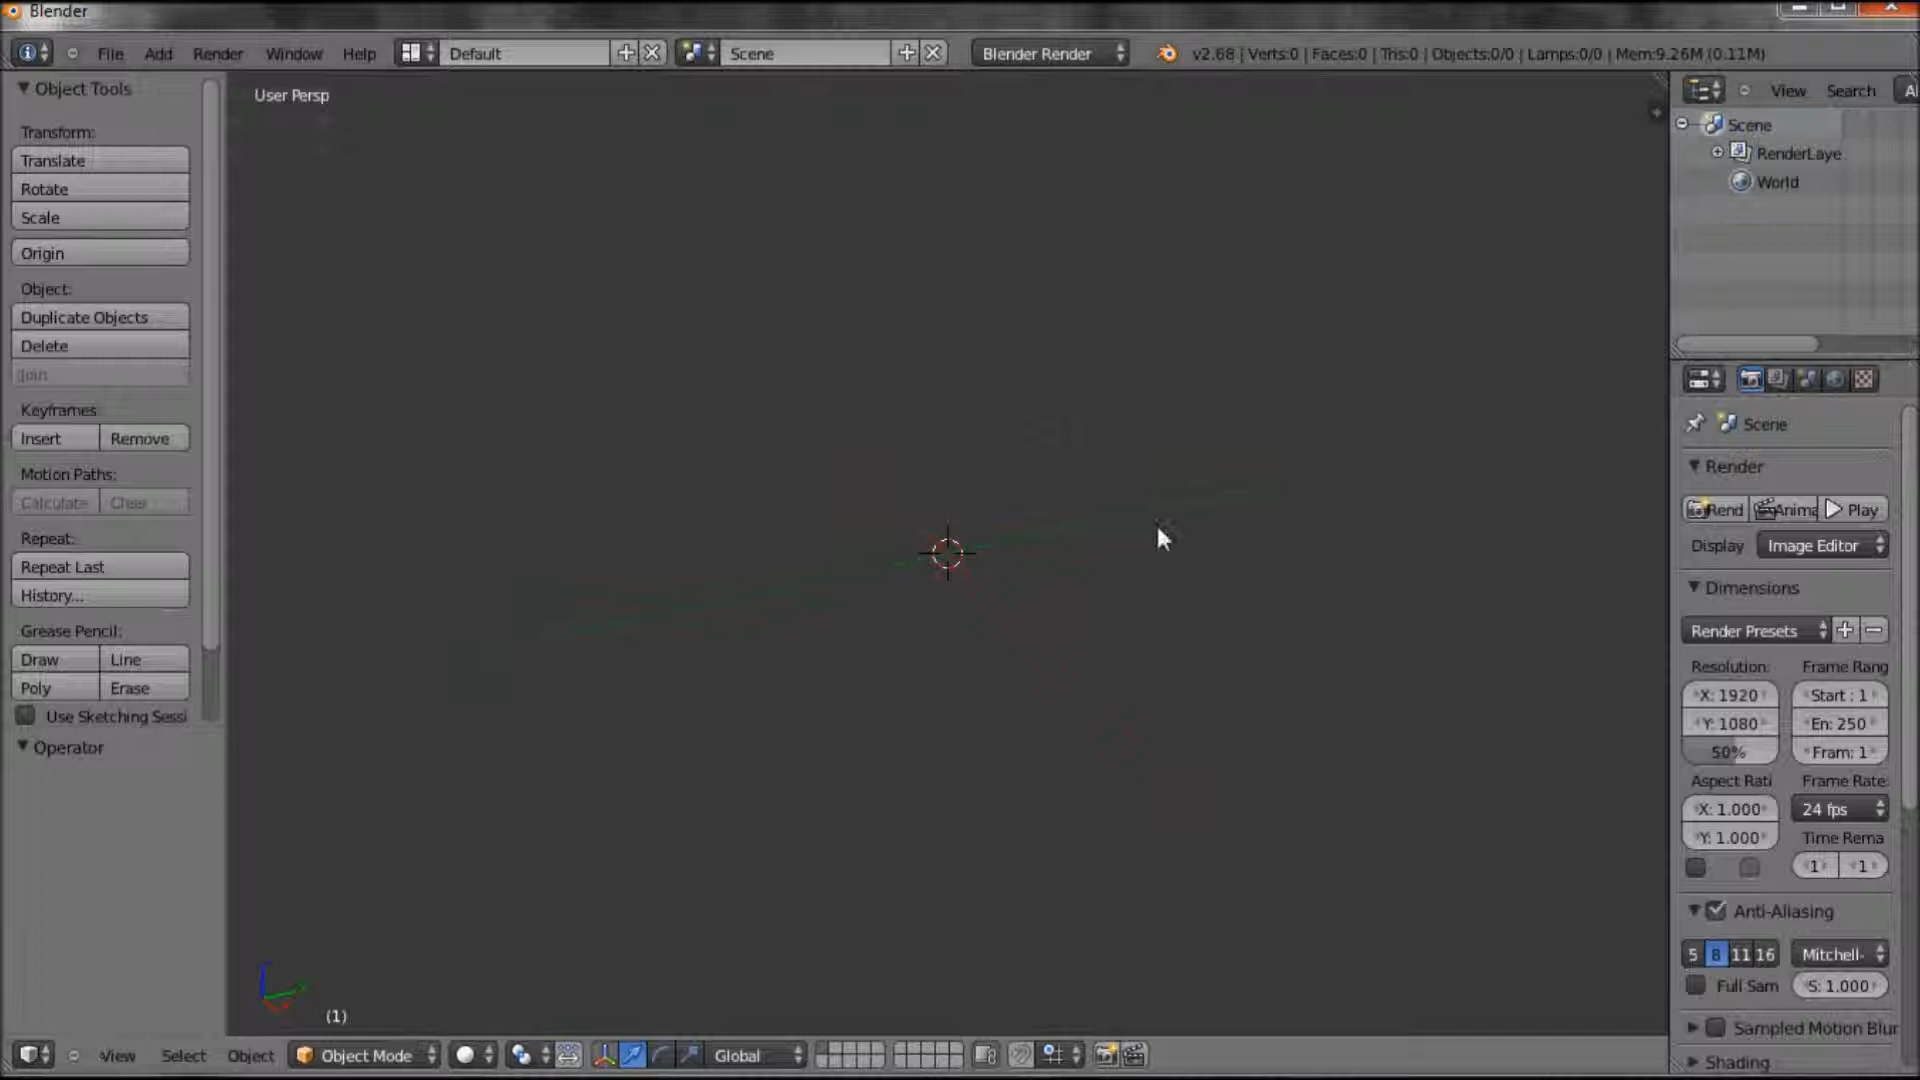 Blender
File Add Render Window Help Default Scene Blender Render v2.68 | Verts:0 | Faces:0 | Tris:0 | Objects:0/0 | Lamps:0/0 | Mem:9.26M (0.11M)
Object Tools
Transform:
Translate
Rotate
Scale
Origin
Object:
Duplicate Objects
Delete
Join
Keyframes:
Insert Remove
Motion Paths:
Calculate Clear
Repeat:
Repeat Last
History...
Grease Pencil:
Draw Line
Poly Erase
Use Sketching Sessi
Operator
User Persp
(1)
View Select Object Object Mode Global
View Search Al
Scene
RenderLaye
World
Scene
Render
Rend Anima Play
Display Image Editor
Dimensions
Render Presets
Resolution: Frame Rang
X: 1920 Start : 1
Y: 1080 En: 250
50% Fram: 1
Aspect Rati Frame Rate:
X: 1.000 24 fps
Y: 1.000 Time Rema
1 1
Anti-Aliasing
5 8 11 16 Mitchell-
Full Sam S: 1.000
Sampled Motion Blur
Shading